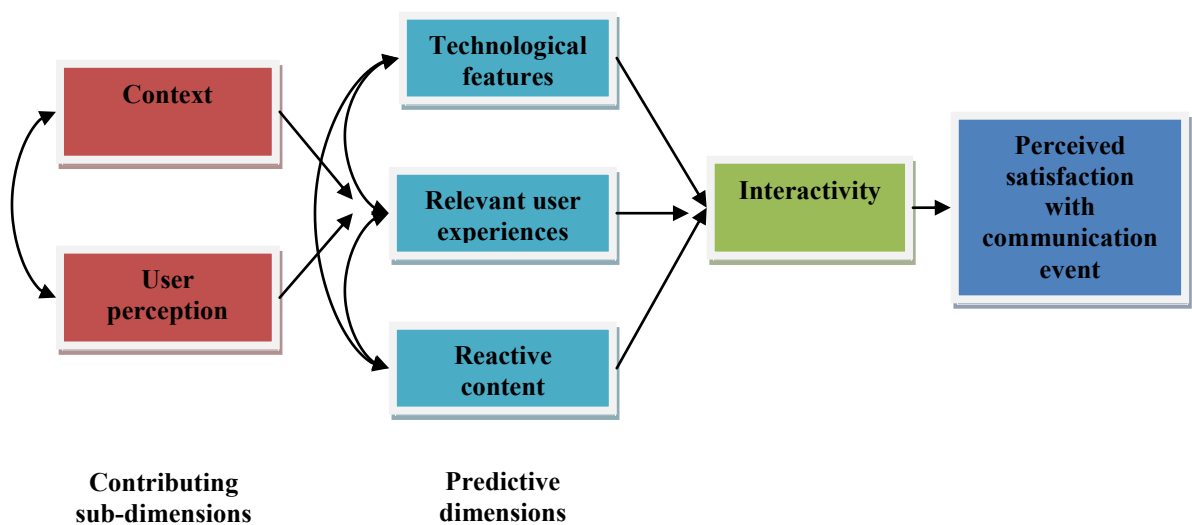 Context
User
perception
Technological
features
Relevant user
experiences
Reactive
content
Interactivity
Perceived
satisfaction
with
communication
event
Contributing
sub-dimensions
Predictive
dimensions